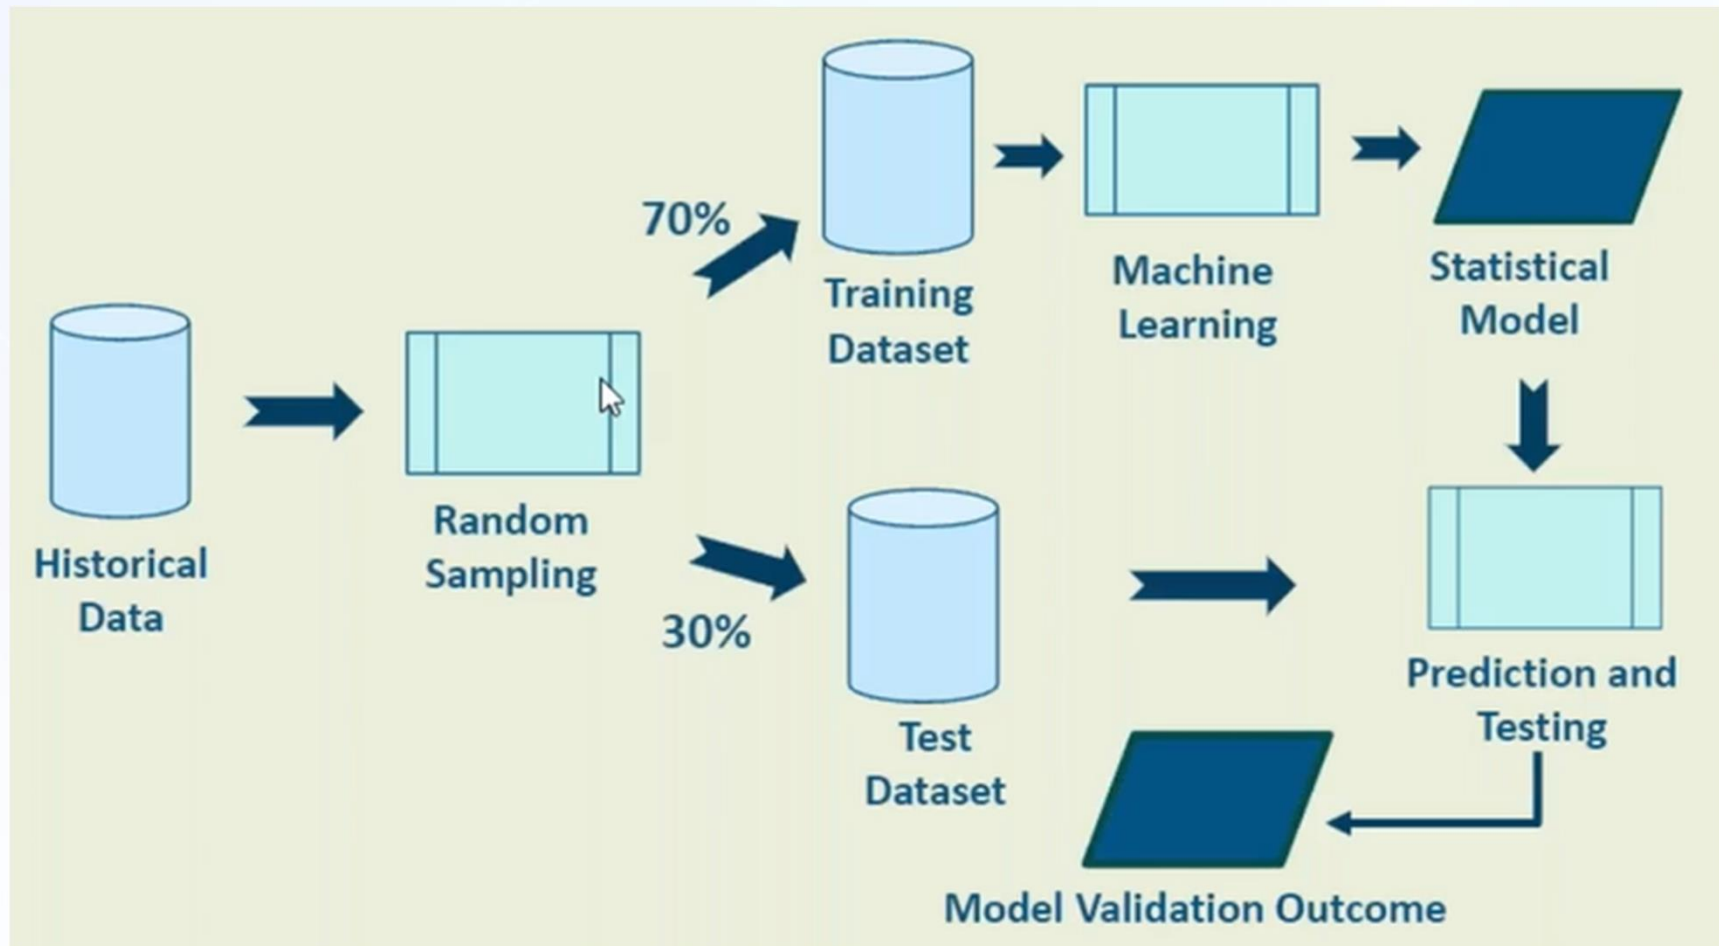 Historical
Data
Random
Sampling
70%
30%
Training
Dataset
Machine
Learning
Statistical
Model
Test
Dataset
Prediction and
Testing
Model Validation Outcome